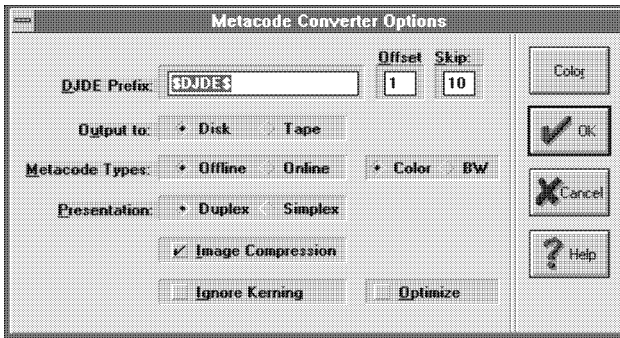 Metacode Converter Options
Offset Skip:
DJDE Prefix: $DJDE$ 1 10
Output to: Disk Tape
Metacode Types: Offline Online Color BW
Presentation: Duplex Simplex
Image Compression
Ignore Kerning Optimize
Color
OK
Cancel
Help